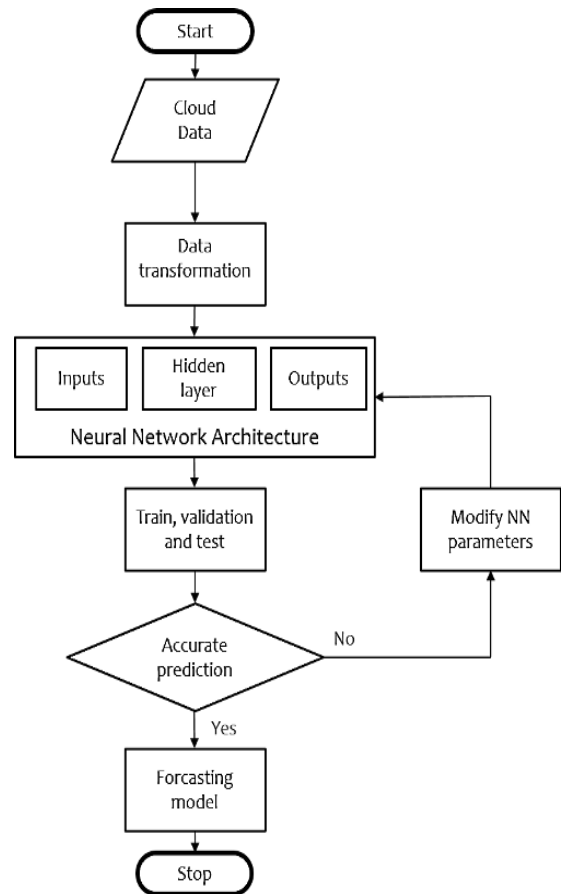 Start
Cloud
Data
Data
transformation
Inputs
Hidden
layer
Outputs
Neural Network Architecture
Train, validation
and test
Modify NN
parameters
Accurate
prediction
No
Yes
Forcasting
model
Stop